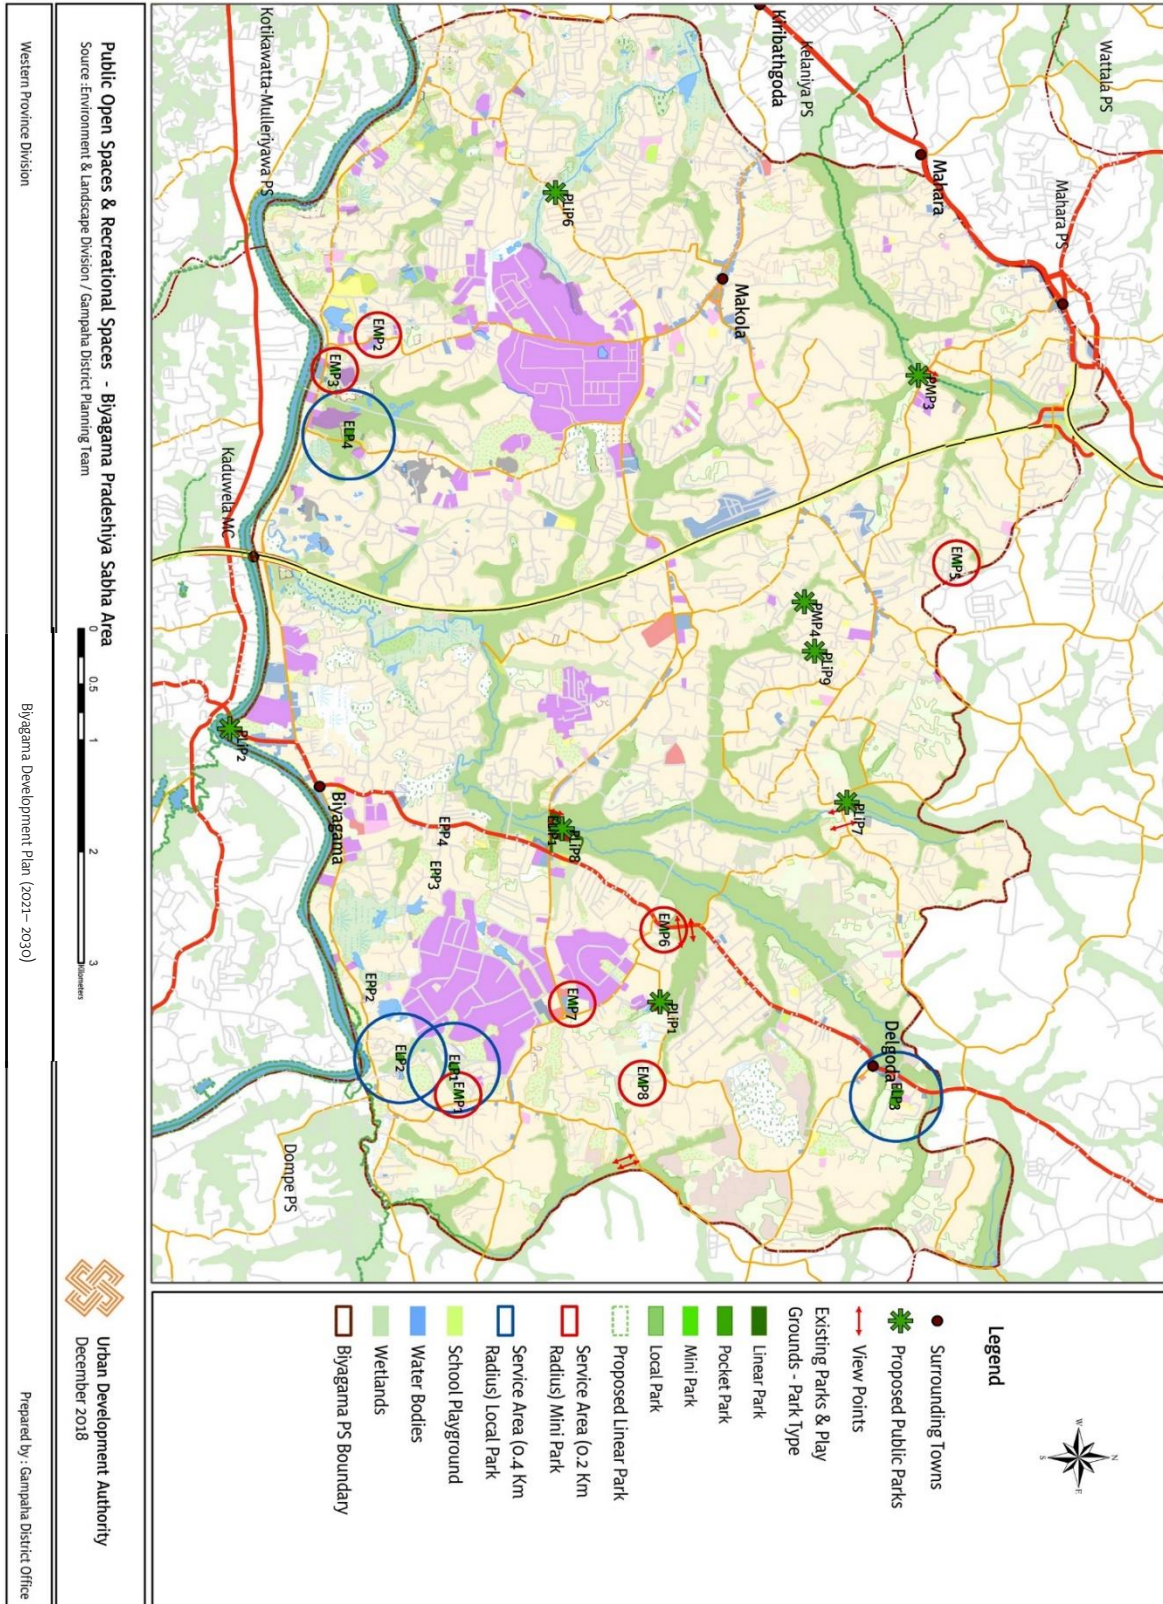 Wattala PS
Kelaniya PS
Kiribathgoda
Mahara
Mahara PS
Kotikawatta-Mulleriyawa PS
Kaduwela MC
Makola
Biyagama
Delgoda
Dompe PS
PLiP6
PMP3
EMP2
EMP3
ELP4
EMP5
PMP4
PLiP9
PLiP2
PLiP7
EPP4
EPP3
ELiP1
PLiP8
EMP6
EMP7
PLiP1
EMP8
EPP2
ELP2
ELP1
EMP1
ELP3
Legend
N
E
S
W
Surrounding Towns
Proposed Public Parks
View Points
Existing Parks & Play
Grounds - Park Type
Linear Park
Pocket Park
Mini Park
Local Park
Proposed Linear Park
Service Area (0.2 Km
Radius) Mini Park
Service Area (0.4 Km
Radius) Local Park
School Playground
Water Bodies
Wetlands
Biyagama PS Boundary
Public Open Spaces & Recreational Spaces - Biyagama Pradeshiya Sabha Area
Source :Environment & Landscape Division / Gampaha District Planning Team
0 0.5 1 2 3
Kilometers
Urban Development Authority
December 2018
Western Province Division
Biyagama Development Plan (2021– 2030)
Prepared by : Gampaha District Office